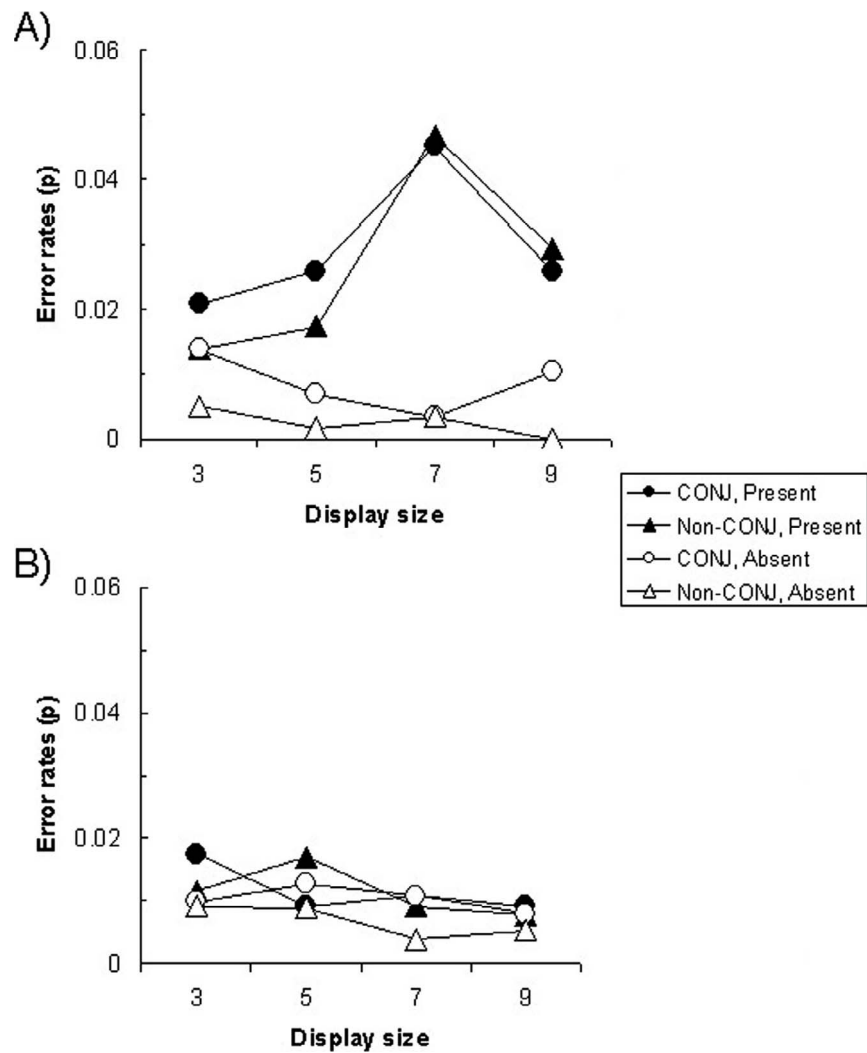 A)
0.06
0.04
0.02
0
Error rates (p)
3 5 7 9
Display size
CONJ, Present
Non-CONJ, Present
CONJ, Absent
Non-CONJ, Absent
B)
0.06
0.04
0.02
0
Error rates (p)
3 5 7 9
Display size